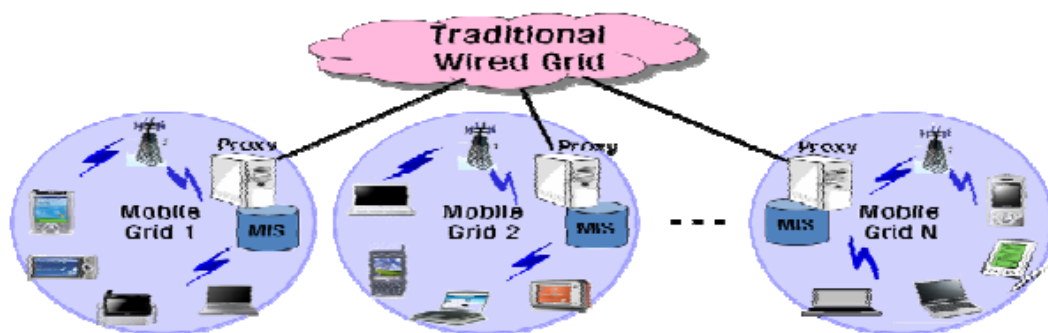 Traditional
Wired Grid
Proxy
Mobile
Grid 1
MIS
Proxy
Mobile
Grid 2
MIS
Proxy
MIS
Mobile
Grid N